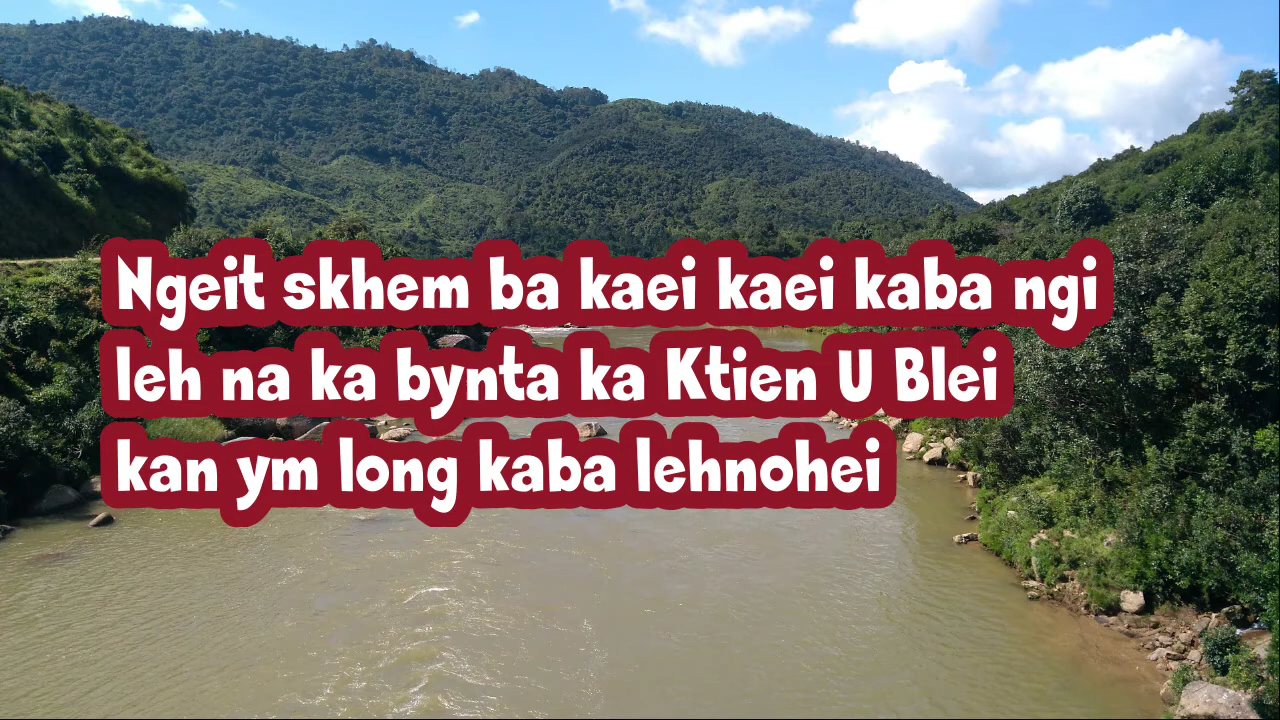 Ngeit skhem ba kaei kaei kaba ngi
leh na ka bynta ka Ktien U Blei
kan ym long kaba lehnohei